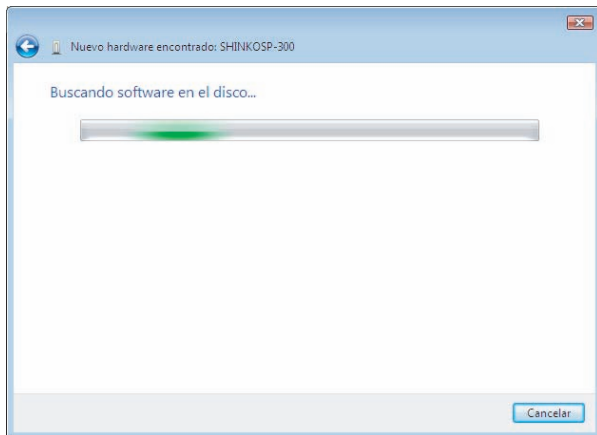 Nuevo hardware encontrado: SHINKOSP-300
Buscando software en el disco...
Cancelar